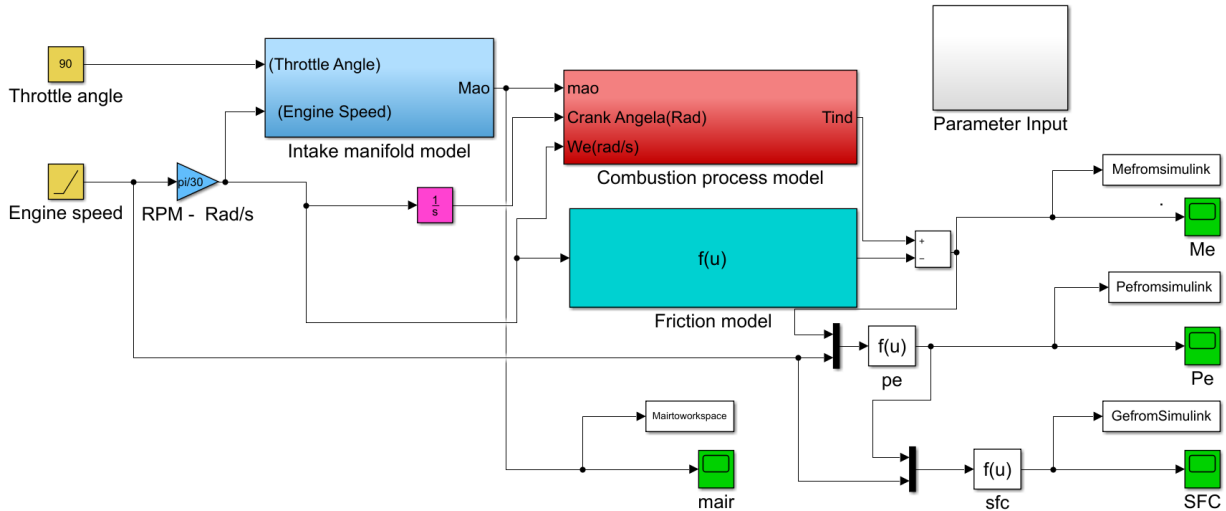 90
Throttle angle
(Throttle Angle)
Mao
(Engine Speed)
Intake manifold model
mao
Crank Angela(Rad)
Tind
We(rad/s)
Combustion process model
Parameter Input
Engine speed
pi/30
RPM -  Rad/s
1
s
f(u)
Friction model
+
−
Mefromsimulink
Me
Pefromsimulink
f(u)
pe
Pe
Mairtoworkspace
mair
GefromSimulink
f(u)
sfc
SFC